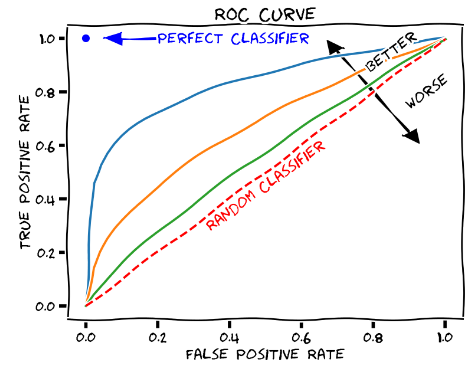 ROC CURVE
1.0
0.8
0.6
0.4
0.2
0.0
TRUE POSITIVE RATE
PERFECT CLASSIFIER
BETTER
WORSE
RANDOM CLASSIFIER
0.0 0.2 0.4 0.6 0.8 1.0
FALSE POSITIVE RATE